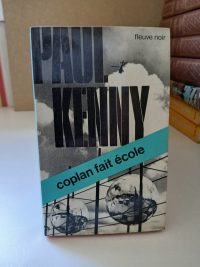 fleuve noir
PAUL
KENNY
coplan fait école